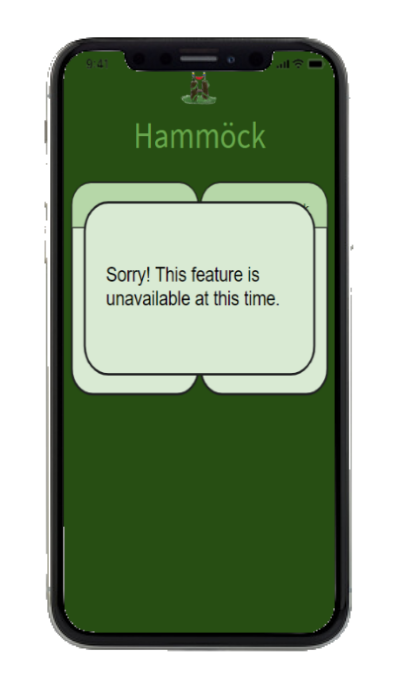 9:41
Hammöck
Sorry! This feature is
unavailable at this time.